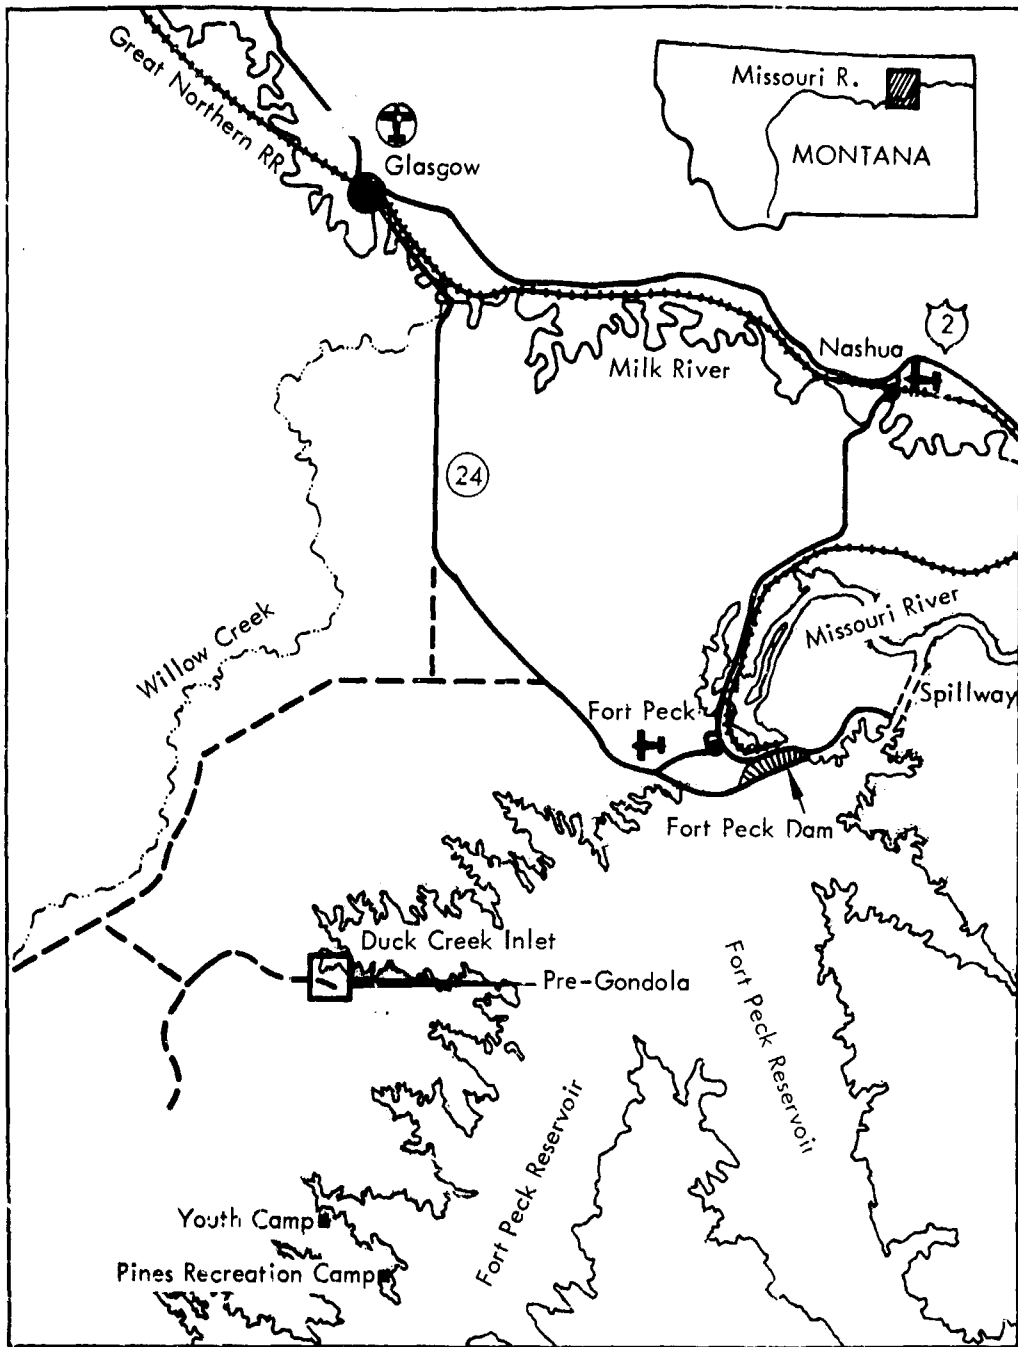 Great Northern RR
Glasgow
Missouri R.
MONTANA
2
Nashua
Milk River
24
Willow Creek
Missouri River
Spillway
Fort Peck
Fort Peck Dam
Duck Creek Inlet
Pre-Gondola
Fort Peck Reservoir
Fort Peck Reservoir
Youth Camp
Pines Recreation Camp